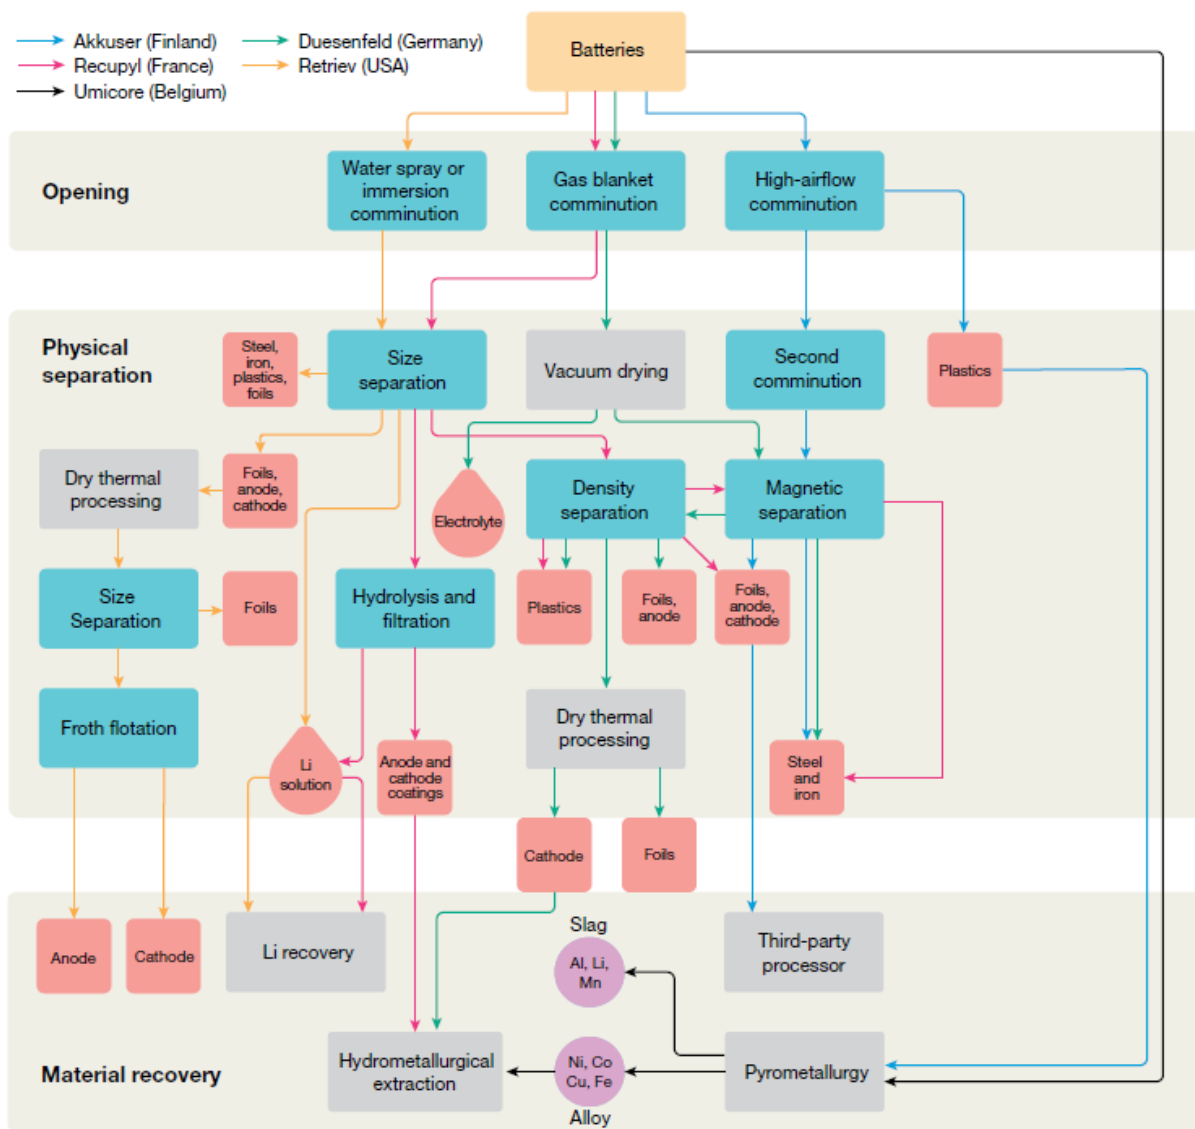 Akkuser (Finland)
Duesenfeld (Germany)
Recupyl (France)
Retriev (USA)
Umicore (Belgium)
Batteries
Opening
Water spray or
immersion
comminution
Gas blanket
comminution
High-airflow
comminution
Physical
separation
Steel,
iron,
plastics,
foils
Size
separation
Vacuum drying
Second
comminution
Plastics
Dry thermal
processing
Foils,
anode,
cathode
Electrolyte
Density
separation
Magnetic
separation
Size
Separation
Foils
Hydrolysis and
filtration
Plastics
Foils,
anode
Foils,
anode,
cathode
Froth flotation
Li
solution
Anode and
cathode
coatings
Dry thermal
processing
Steel
and
iron
Cathode
Foils
Anode
Cathode
Li recovery
Slag
Al, Li,
Mn
Third-party
processor
Material recovery
Hydrometallurgical
extraction
Ni, Co
Cu, Fe
Alloy
Pyrometallurgy